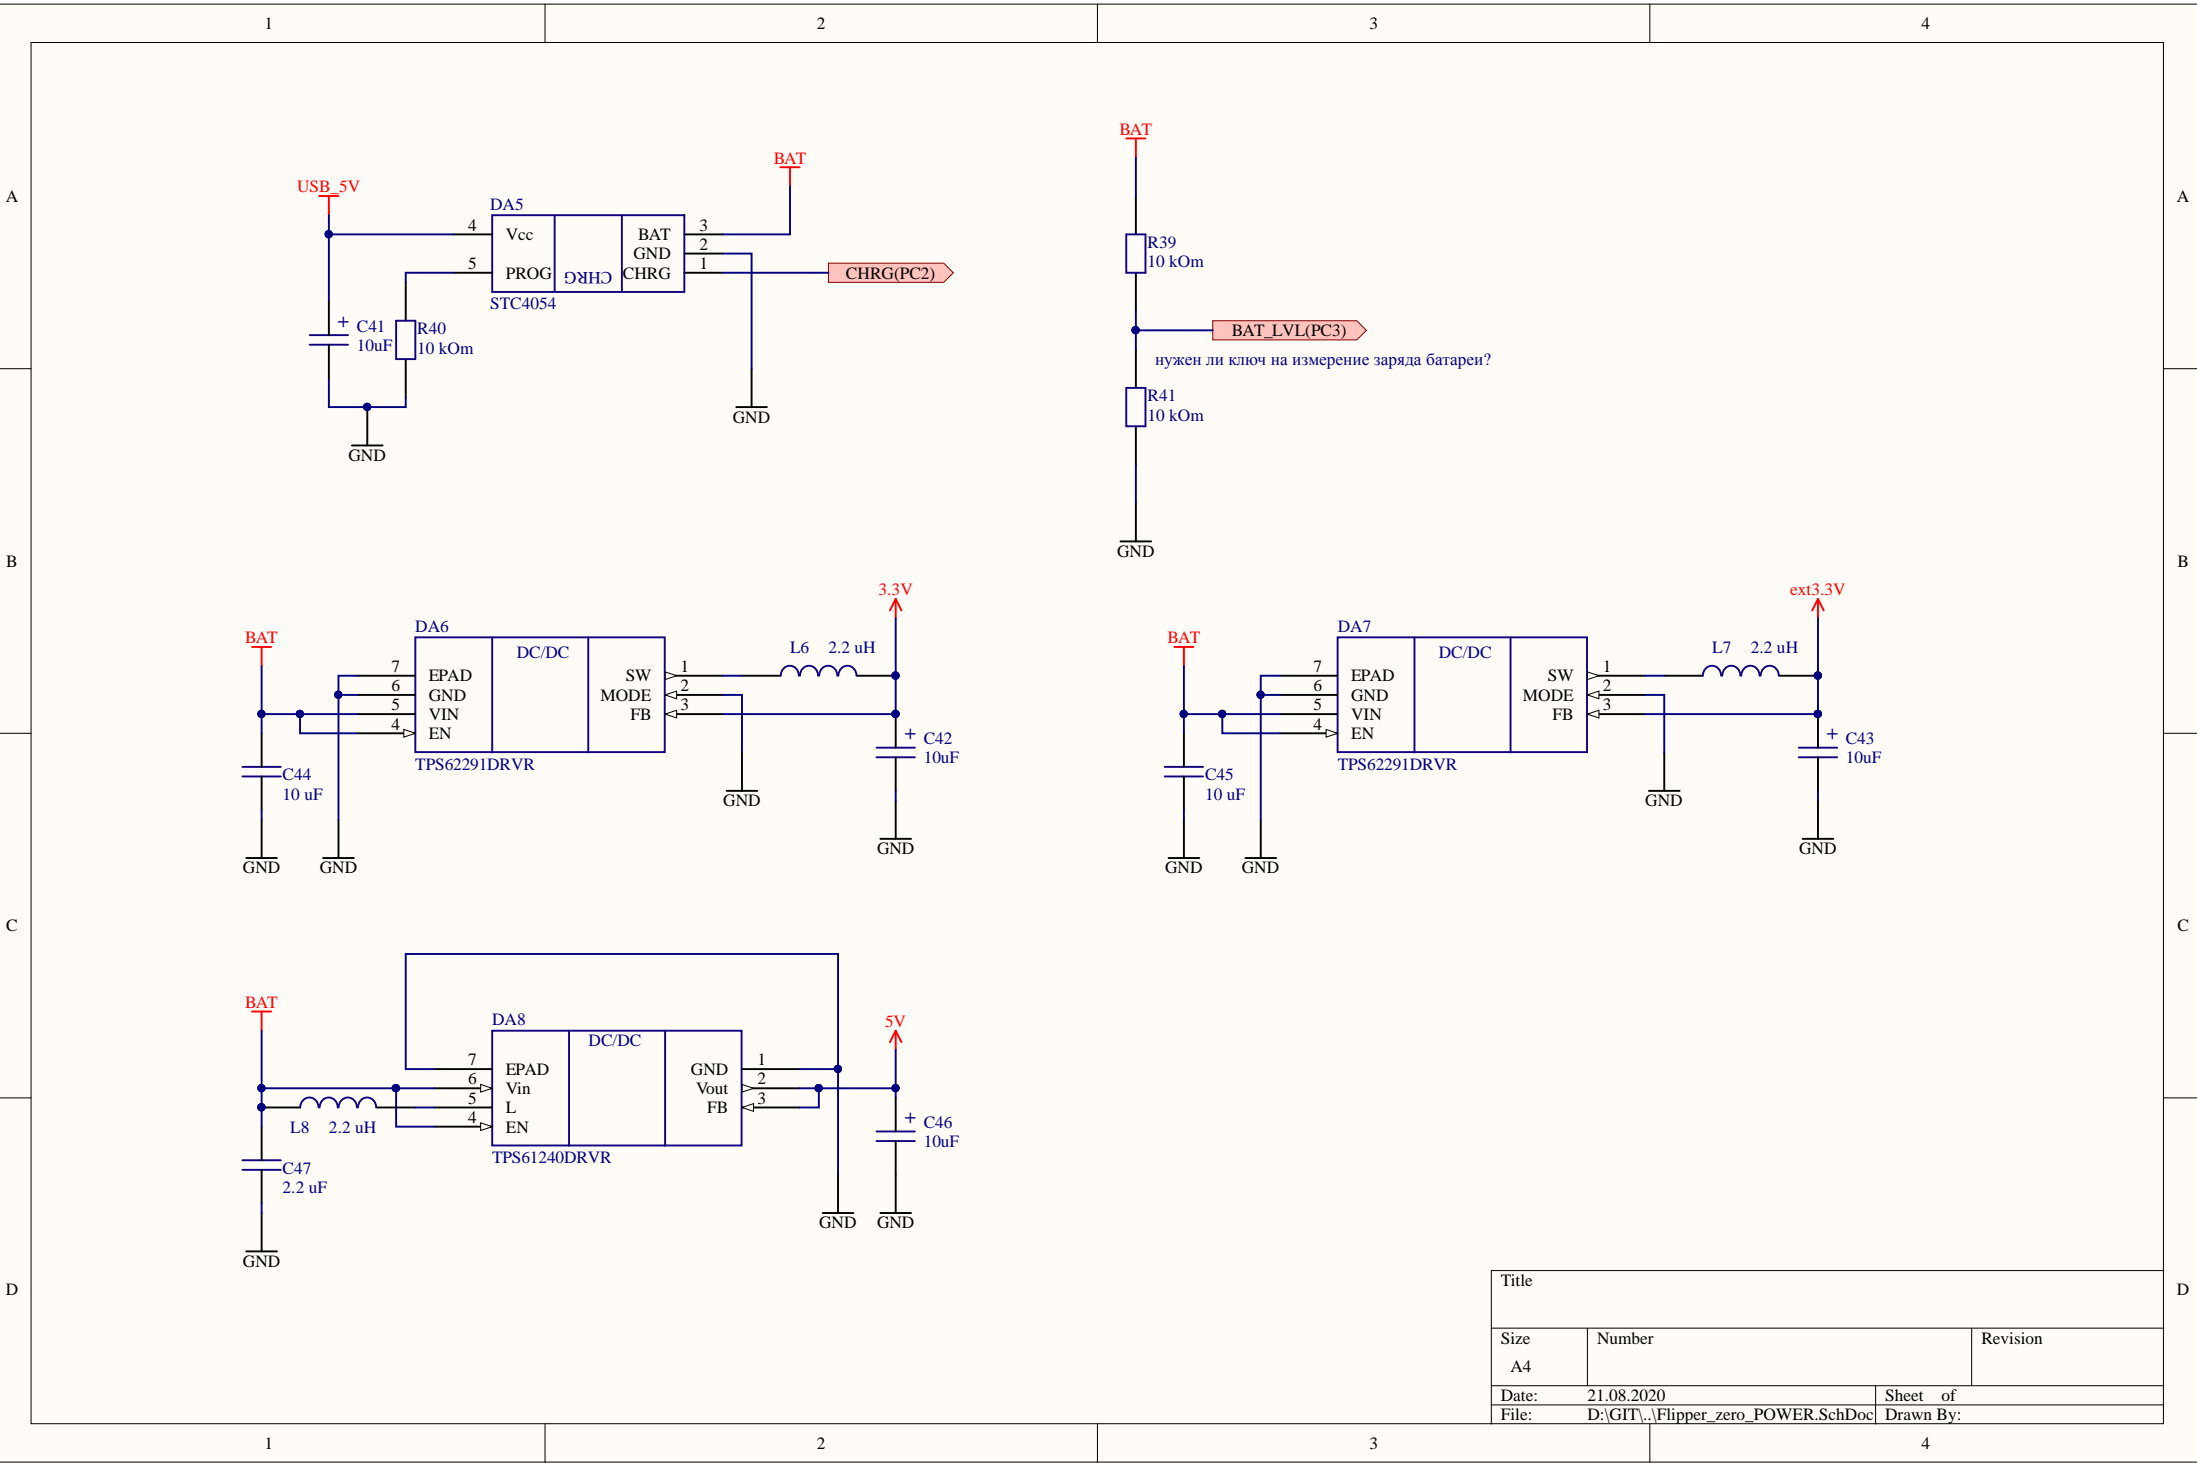 1 2 3 4
A A
BAT
USB_5V
BAT
DA5
4 Vcc BAT 3
GND 2
5 PROG CHRG CHRG 1
STC4054
CHRG(PC2)
+ C41
10uF
R40
10 kOm
GND
GND
R39
10 kOm
BAT_LVL(PC3)
нужен ли ключ на измерение заряда батареи?
R41
10 kOm
GND
B B
BAT
DA6
DC/DC
7 EPAD SW 1
6 GND MODE 2
5 VIN FB 3
4 EN
TPS62291DRVR
L6 2.2 uH
3.3V
C44
10 uF
+ C42
10uF
GND
GND
GND
GND
BAT
DA7
DC/DC
7 EPAD SW 1
6 GND MODE 2
5 VIN FB 3
4 EN
TPS62291DRVR
L7 2.2 uH
ext3.3V
C45
10 uF
+ C43
10uF
GND
GND
GND
GND
C C
BAT
DA8
DC/DC
7 EPAD GND 1
6 Vin Vout 2
5 L FB 3
4 EN
TPS61240DRVR
L8 2.2 uH
5V
C47
2.2 uF
+ C46
10uF
GND
GND
GND
D D
Title
Size Number Revision
A4
Date: 21.08.2020 Sheet of
File: D:\GIT\..\Flipper_zero_POWER.SchDoc Drawn By:
1 2 3 4